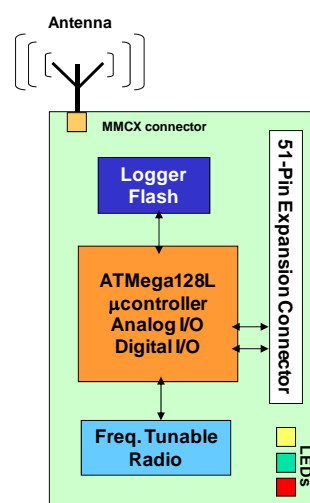 Antenna
MMCX connector
Logger
Flash
51-Pin Expansion Connector
ATMega128L
µcontroller
Analog I/O
Digital I/O
Freq. Tunable
Radio
LEDs